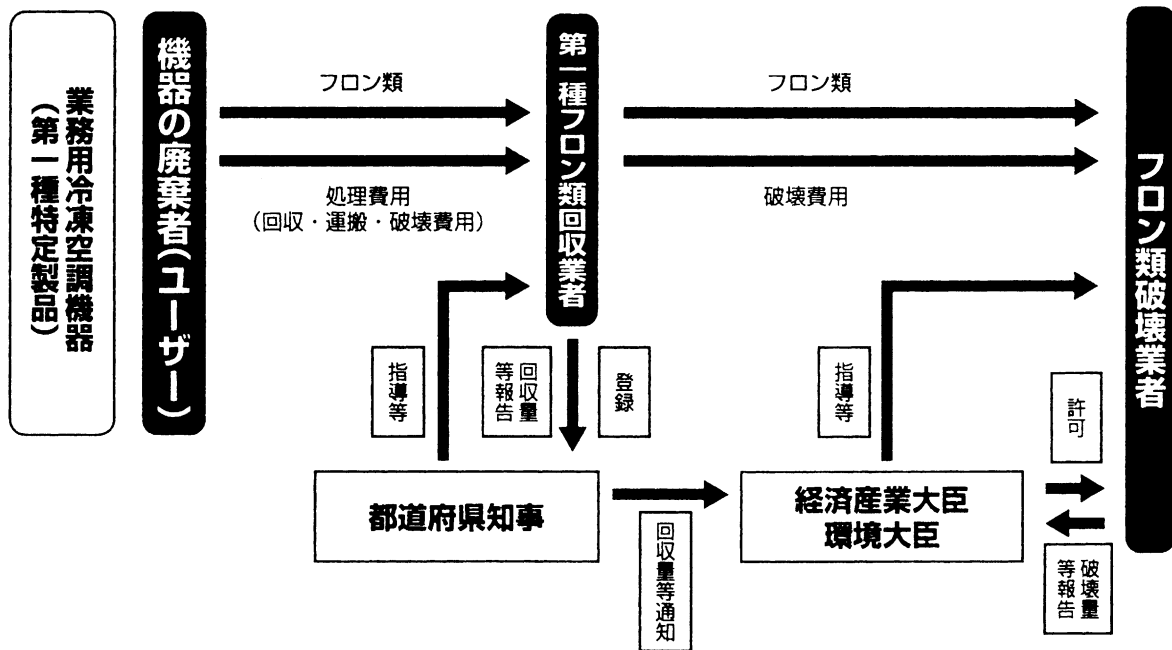 業務用冷凍空調機器
（第一種特定製品）
機器の廃棄者（ユーザー）
フロン類
処理費用
（回収・運搬・破壊費用）
第一種フロン類回収業者
フロン類
破壊費用
フロン類破壊業者
指導等
回収量
等報告
登録
指導等
許可
都道府県知事
回収量等通知
経済産業大臣
環境大臣
破壊量
等報告